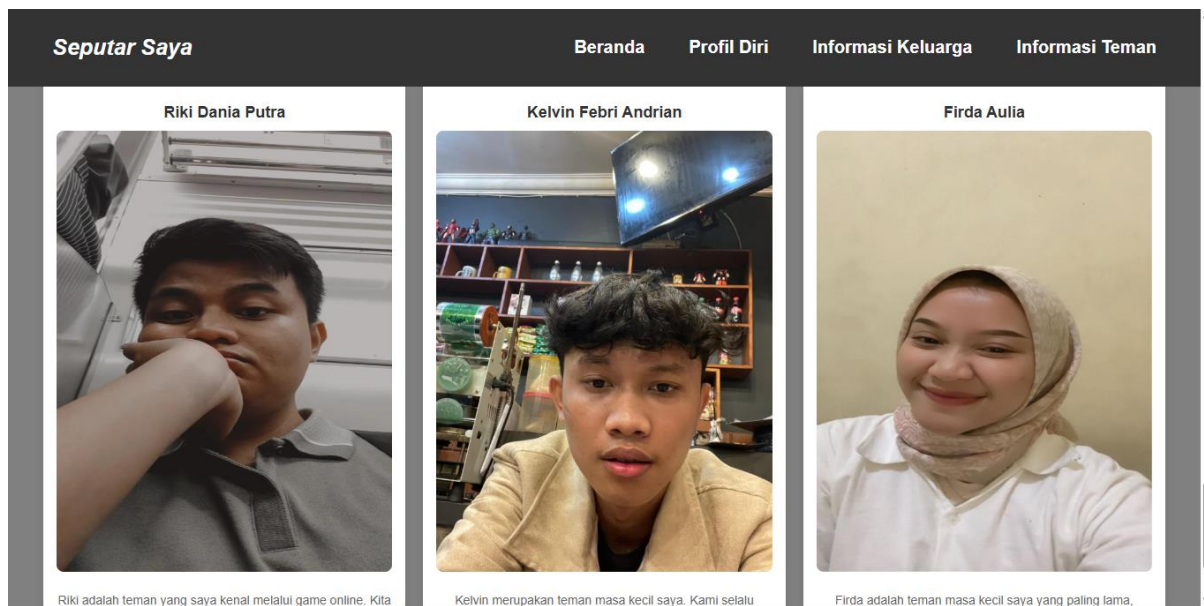 Seputar Saya
Beranda
Profil Diri
Informasi Keluarga
Informasi Teman
Riki Dania Putra
Kelvin Febri Andrian
Firda Aulia
Riki adalah teman yang saya kenal melalui game online. Kita
Kelvin merupakan teman masa kecil saya. Kami selalu
Firda adalah teman masa kecil saya yang paling lama,